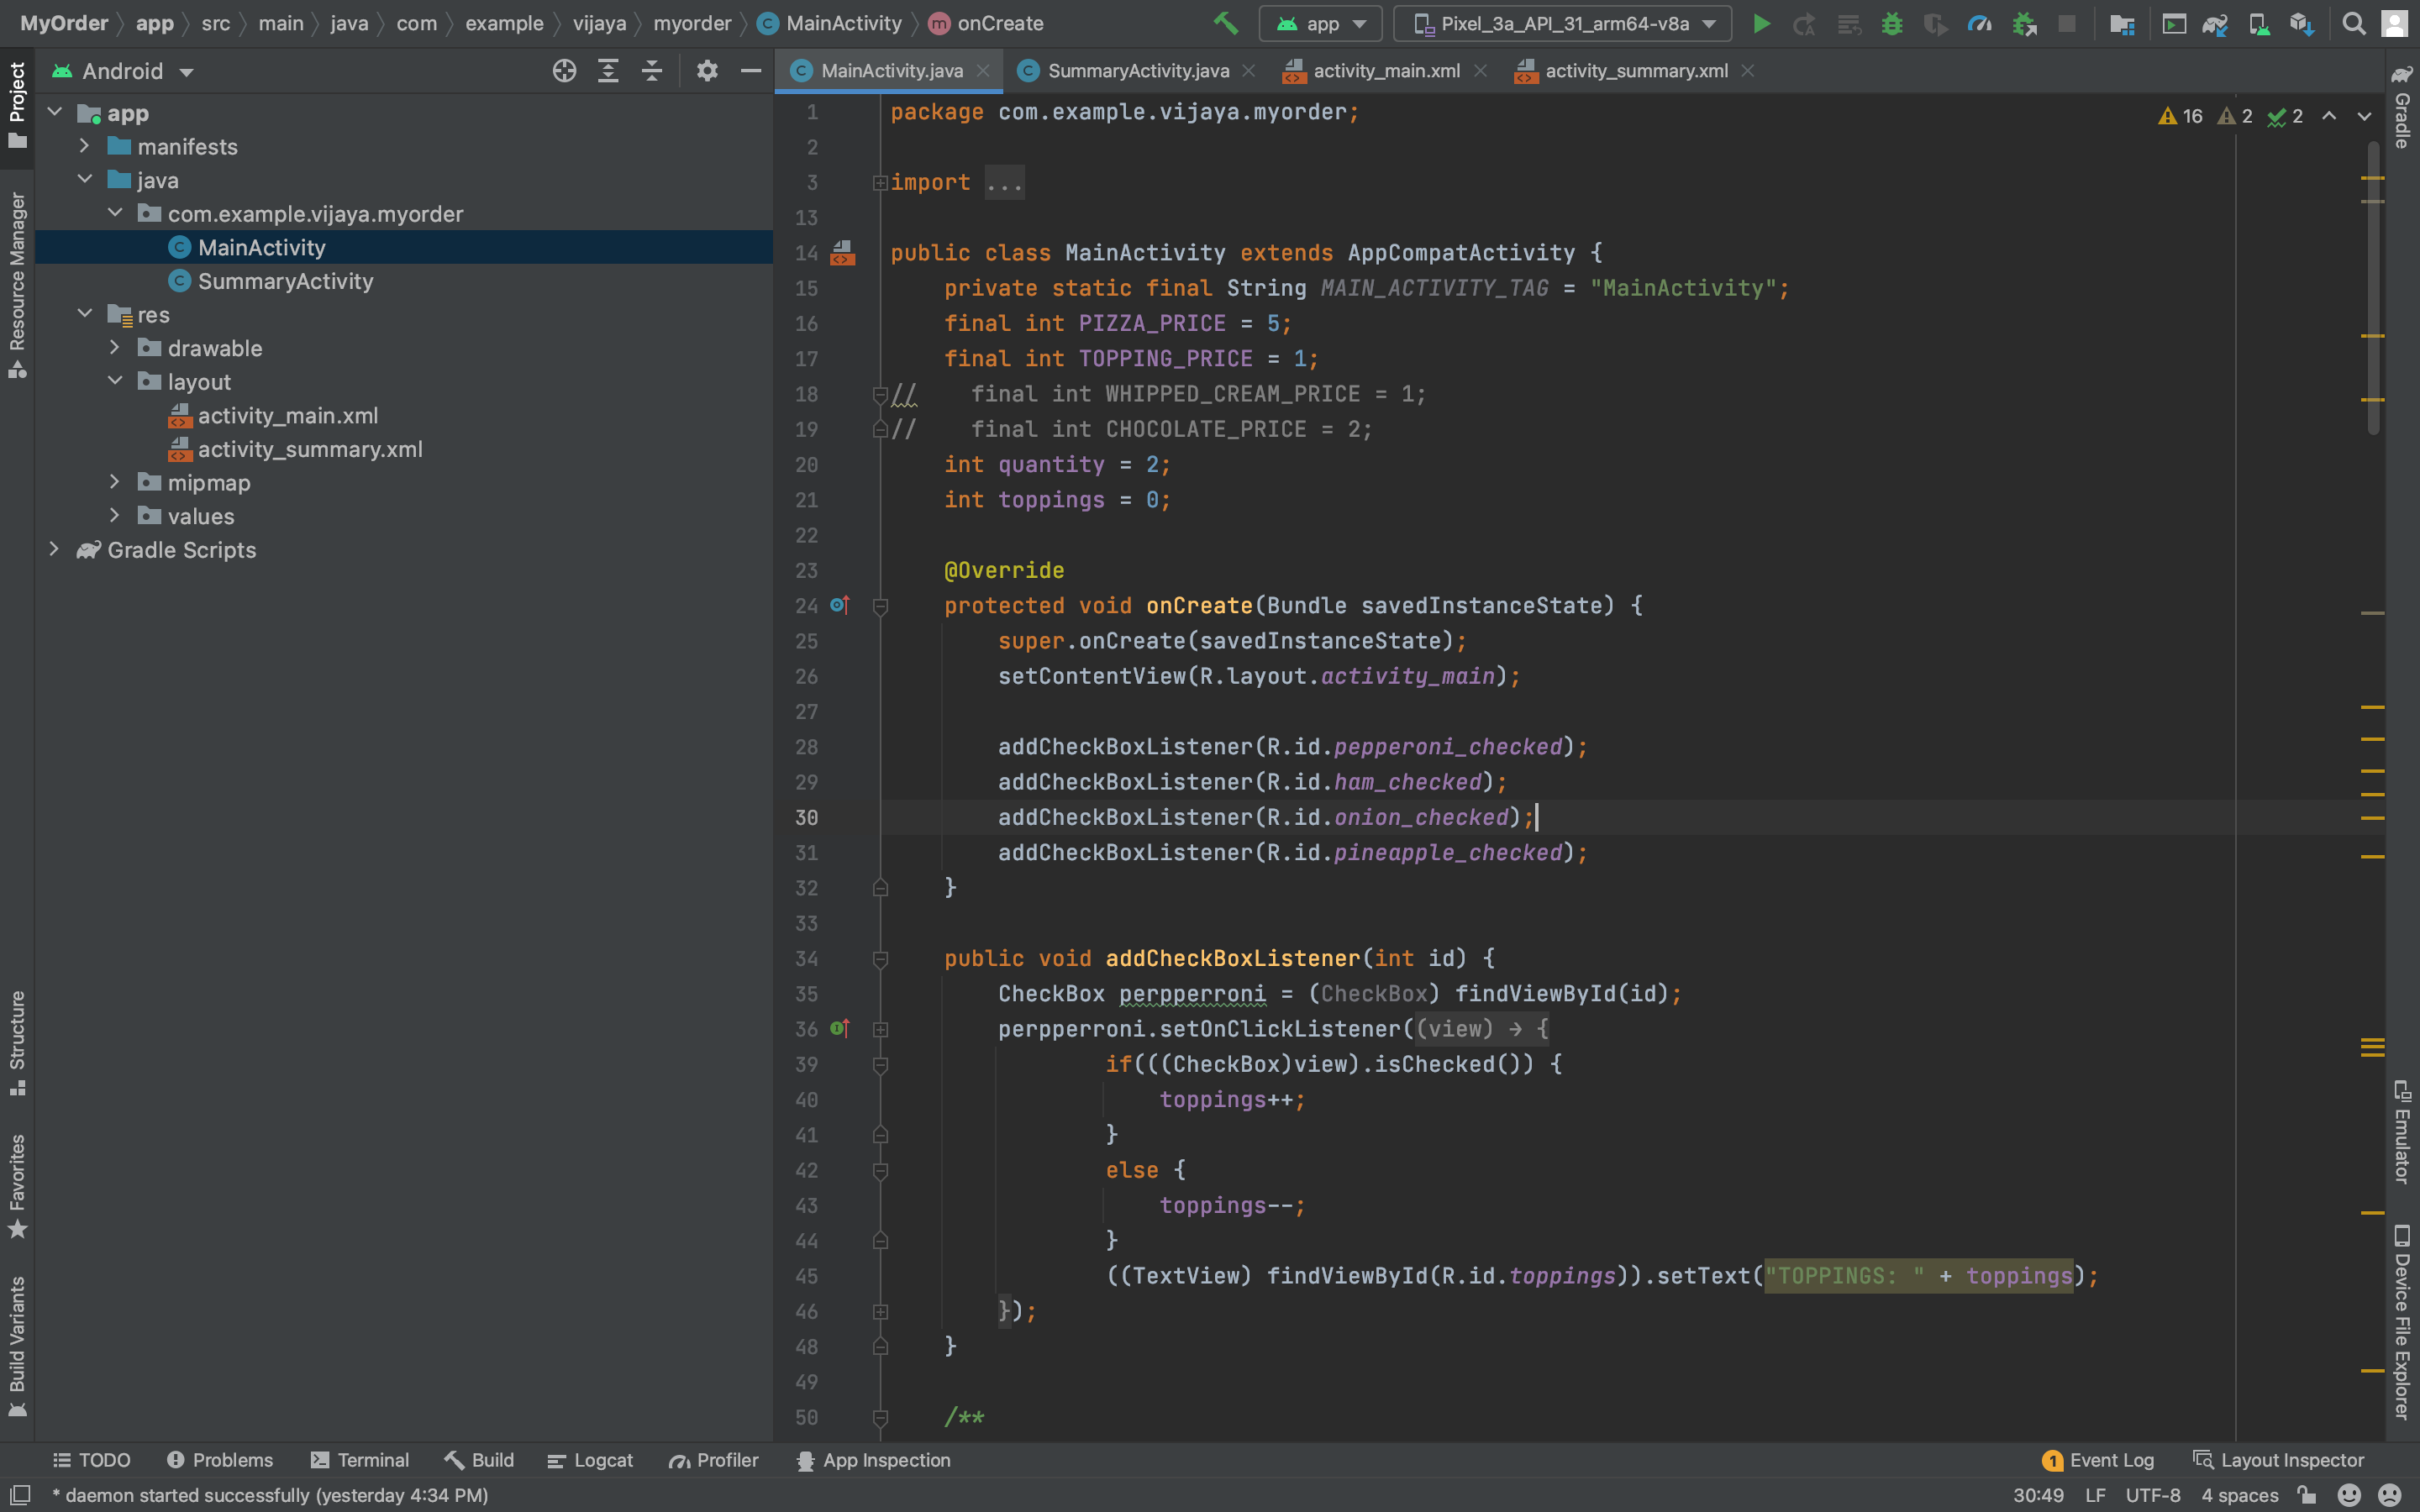 MyOrder app src main java com example vijaya myorder MainActivity onCreate
app Pixel_3a_API_31_arm64-v8a
Project
Resource Manager
Structure
Favorites
Build Variants
Android
app
manifests
java
com.example.vijaya.myorder
MainActivity
SummaryActivity
res
drawable
layout
activity_main.xml
activity_summary.xml
mipmap
values
Gradle Scripts
MainActivity.java SummaryActivity.java activity_main.xml activity_summary.xml
16 2 2
1 package com.example.vijaya.myorder;
2
3 import ...
13
14 public class MainActivity extends AppCompatActivity {
15 private static final String MAIN_ACTIVITY_TAG = "MainActivity";
16 final int PIZZA_PRICE = 5;
17 final int TOPPING_PRICE = 1;
18 // final int WHIPPED_CREAM_PRICE = 1;
19 // final int CHOCOLATE_PRICE = 2;
20 int quantity = 2;
21 int toppings = 0;
22
23 @Override
24 protected void onCreate(Bundle savedInstanceState) {
25 super.onCreate(savedInstanceState);
26 setContentView(R.layout.activity_main);
27
28 addCheckBoxListener(R.id.pepperoni_checked);
29 addCheckBoxListener(R.id.ham_checked);
30 addCheckBoxListener(R.id.onion_checked);
31 addCheckBoxListener(R.id.pineapple_checked);
32 }
33
34 public void addCheckBoxListener(int id) {
35 CheckBox perpperroni = (CheckBox) findViewById(id);
36 perpperroni.setOnClickListener((view) → {
39 if(((CheckBox)view).isChecked()) {
40 toppings++;
41 }
42 else {
43 toppings--;
44 }
45 ((TextView) findViewById(R.id.toppings)).setText("TOPPINGS: " + toppings);
46 });
48 }
49
50 /**
Gradle
Emulator
Device File Explorer
TODO Problems Terminal Build Logcat Profiler App Inspection 1 Event Log Layout Inspector
* daemon started successfully (yesterday 4:34 PM) 30:49 LF UTF-8 4 spaces